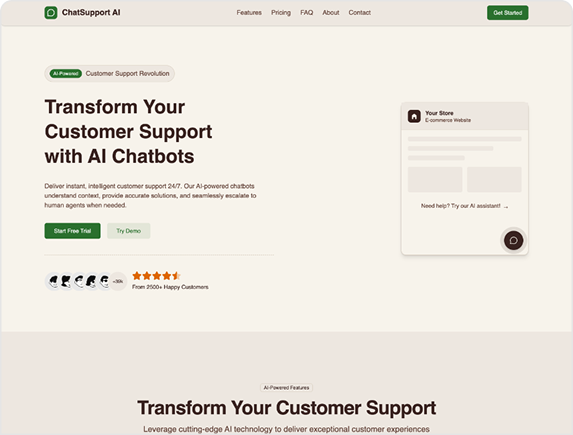 ChatSupport AI
Features Pricing FAQ About Contact
Get Started
AI-Powered Customer Support Revolution
Transform Your
Customer Support
with AI Chatbots
Deliver instant, intelligent customer support 24/7. Our AI-powered chatbots
understand context, provide accurate solutions, and seamlessly escalate to
human agents when needed.
Start Free Trial Try Demo
+39k
From 2500+ Happy Customers
Your Store
E-commerce Website
Need help? Try our AI assistant! →
AI-Powered Features
Transform Your Customer Support
Leverage cutting-edge AI technology to deliver exceptional customer experiences